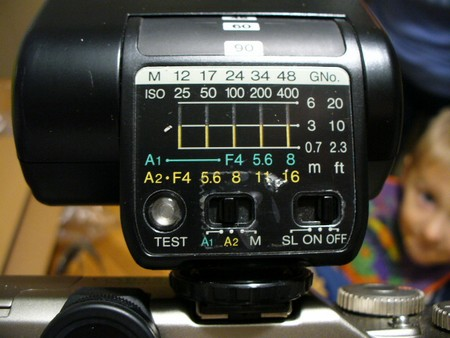 60
90
M 12 17 24 34 48 GNo.
ISO 25 50 100 200 400
6 20
3 10
0.7 2.3
m ft
A1 F4 5.6 8
A2•F4 5.6 8 11 16
TEST A1 A2 M SL ON OFF